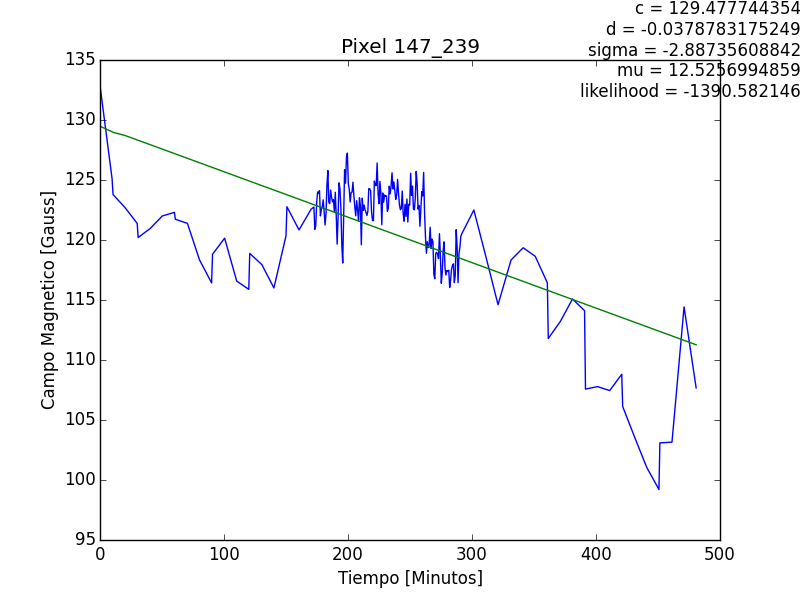 c = 129.477744354
d = -0.0378783175249
sigma = -2.88735608842
mu = 12.5256994859
likelihood = -1390.582146
Pixel 147_239
135
130
125
120
115
110
105
100
95
Campo Magnetico [Gauss]
0 100 200 300 400 500
Tiempo [Minutos]